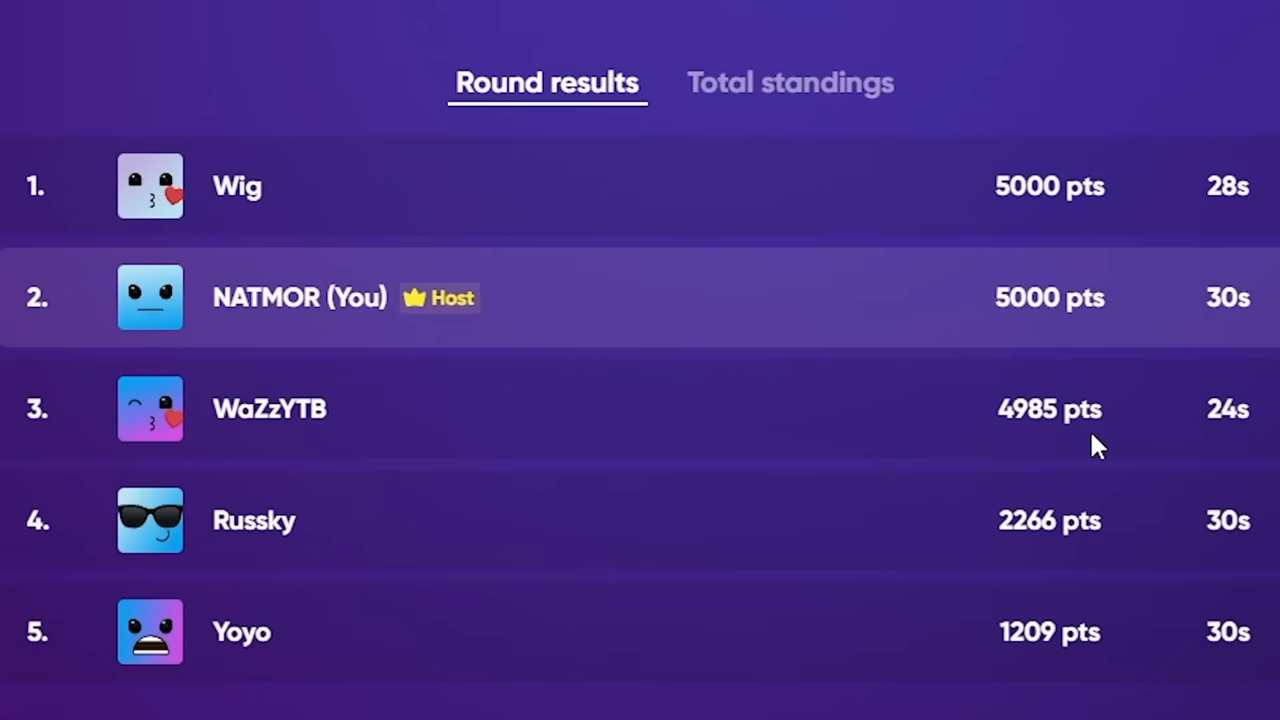 Round results Total standings
1. Wig 5000 pts 28s
2. NATMOR (You) Host 5000 pts 30s
3. WaZzYTB 4985 pts 24s
4. Russky 2266 pts 30s
5. Yoyo 1209 pts 30s